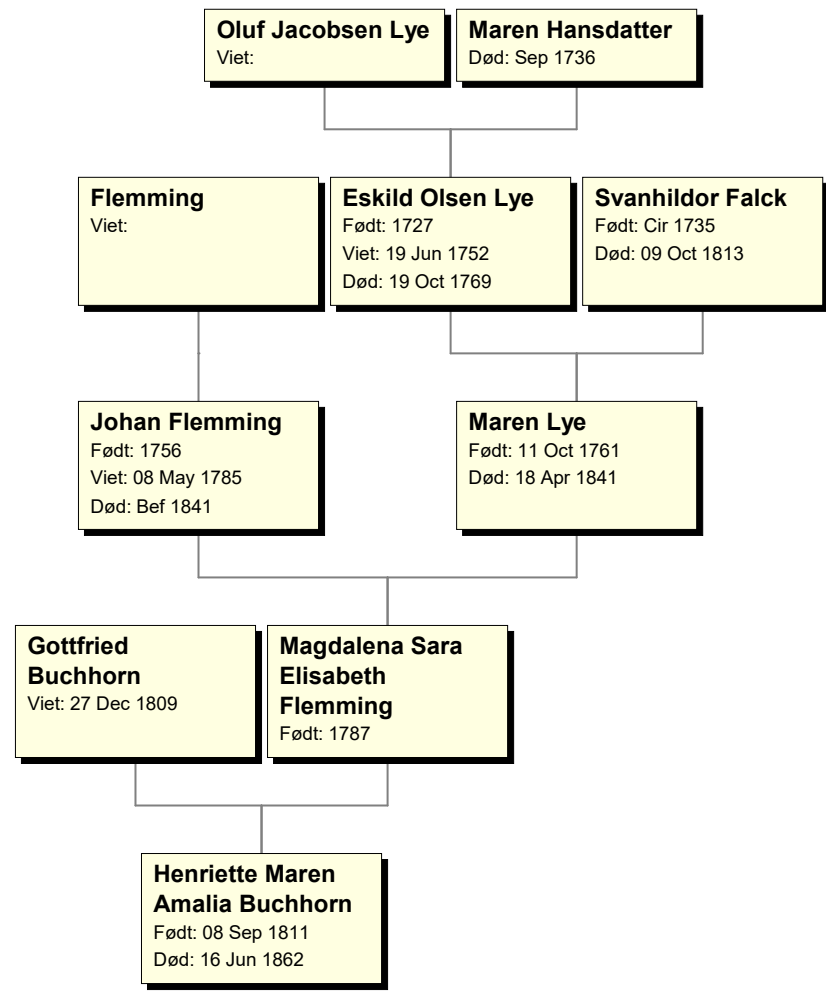 Oluf Jacobsen Lye
Viet:
Maren Hansdatter
Død: Sep 1736
Flemming
Viet:
Eskild Olsen Lye
Født: 1727
Viet: 19 Jun 1752
Død: 19 Oct 1769
Svanhildor Falck
Født: Cir 1735
Død: 09 Oct 1813
Johan Flemming
Født: 1756
Viet: 08 May 1785
Død: Bef 1841
Maren Lye
Født: 11 Oct 1761
Død: 18 Apr 1841
Gottfried
Buchhorn
Viet: 27 Dec 1809
Magdalena Sara
Elisabeth
Flemming
Født: 1787
Henriette Maren
Amalia Buchhorn
Født: 08 Sep 1811
Død: 16 Jun 1862